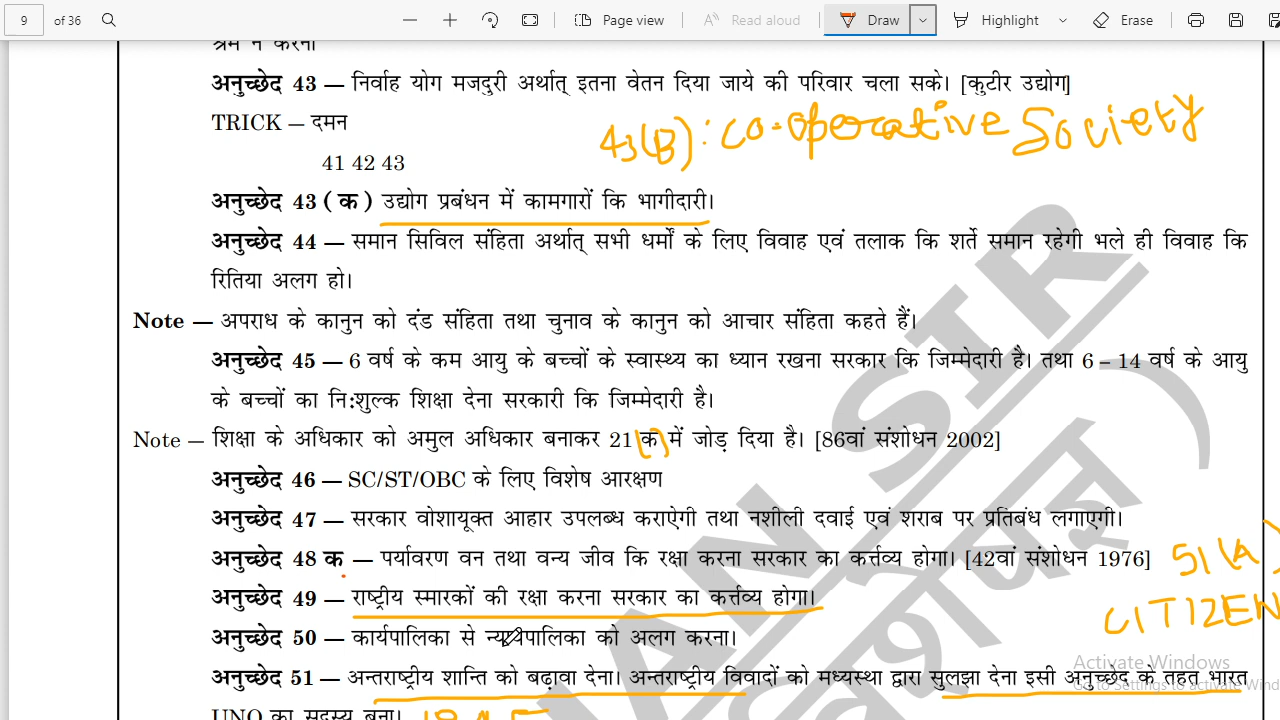 9 of 36 Page view Read aloud Draw Highlight Erase
श्रम न करना
अनुच्छेद 43 – निर्वाह योग मजदुरी अर्थात् इतना वेतन दिया जाये की परिवार चला सके। [कुटीर उद्योग]
TRICK – दमन
43(B): CO-operative Society
41 42 43
अनुच्छेद 43 ( क ) उद्योग प्रबंधन में कामगारों कि भागीदारी।
अनुच्छेद 44 – समान सिविल संहिता अर्थात् सभी धर्मों के लिए विवाह एवं तलाक कि शर्ते समान रहेगी भले ही विवाह कि
रितिया अलग हो।
Note – अपराध के कानुन को दंड संहिता तथा चुनाव के कानुन को आचार संहिता कहते हैं।
अनुच्छेद 45 – 6 वर्ष के कम आयु के बच्चों के स्वास्थ्य का ध्यान रखना सरकार कि जिम्मेदारी है। तथा 6 – 14 वर्ष के आयु
के बच्चों का नि:शुल्क शिक्षा देना सरकारी कि जिम्मेदारी है।
Note – शिक्षा के अधिकार को अमुल अधिकार बनाकर 21 (क) में जोड़ दिया है। [86वां संशोधन 2002]
अनुच्छेद 46 – SC/ST/OBC के लिए विशेष आरक्षण
अनुच्छेद 47 – सरकार वोशायूक्त आहार उपलब्ध कराऐगी तथा नशीली दवाई एवं शराब पर प्रतिबंध लगाएगी।
अनुच्छेद 48 क – पर्यावरण वन तथा वन्य जीव कि रक्षा करना सरकार का कर्त्तव्य होगा। [42वां संशोधन 1976]
51(A)
अनुच्छेद 49 – राष्ट्रीय स्मारकों की रक्षा करना सरकार का कर्त्तव्य होगा।
CITIZEN
अनुच्छेद 50 – कार्यपालिका से न्यायपालिका को अलग करना।
अनुच्छेद 51 – अन्तराष्ट्रीय शान्ति को बढ़ावा देना। अन्तराष्ट्रीय विवादों को मध्यस्था द्वारा सुलझा देना इसी अनुच्छेद के तहत भारत
UNO का सदस्य बना।
Activate Windows
Go to Settings to activate Wind